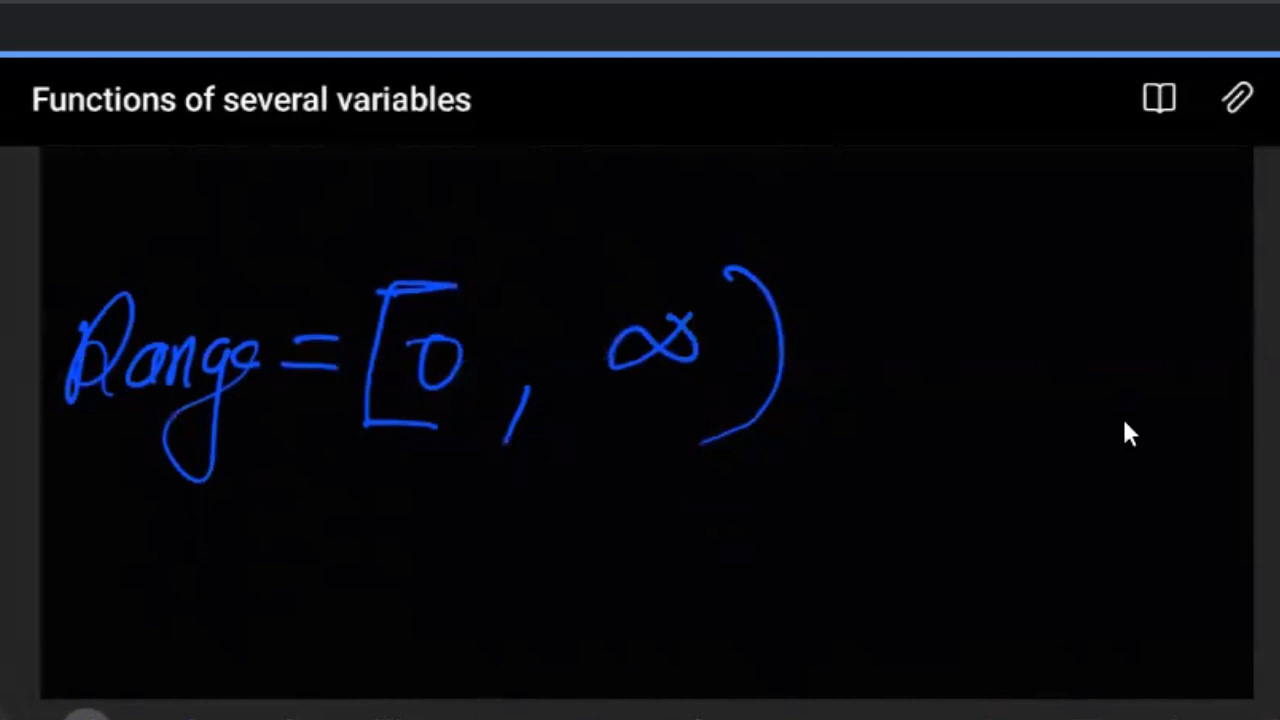 Functions of several variables
Range = [0, ∞)